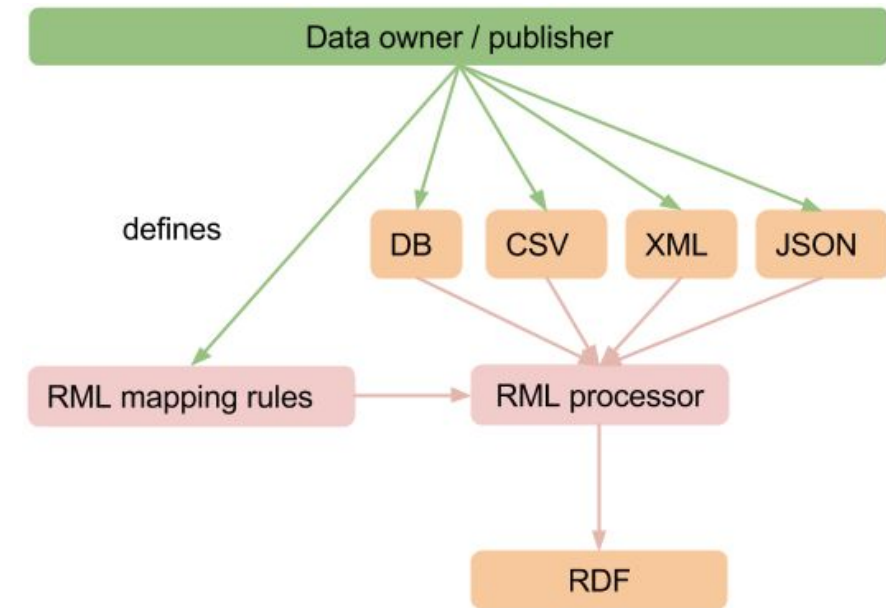 Data owner / publisher
defines
DB
CSV
XML
JSON
RML mapping rules
RML processor
RDF